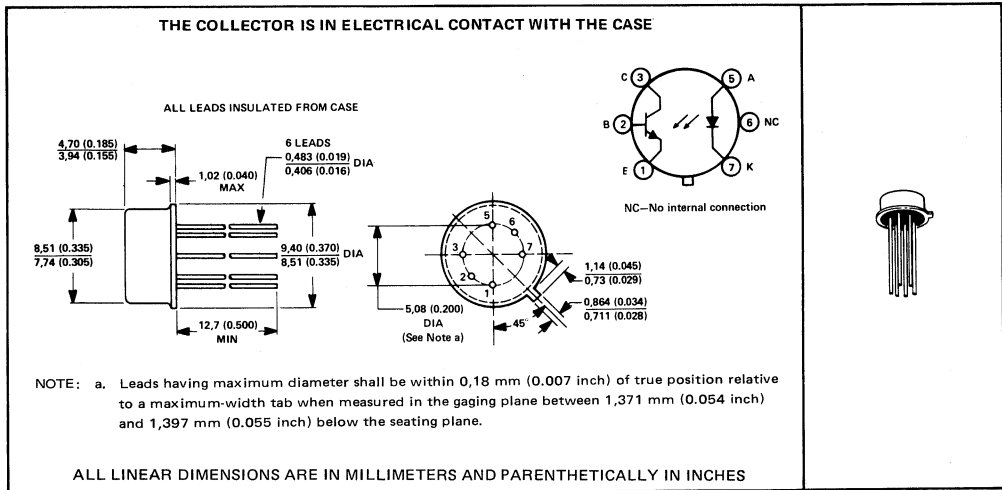 THE COLLECTOR IS IN ELECTRICAL CONTACT WITH THE CASE
C 3
5 A
B 2
6 NC
E 1
7 K
NC—No internal connection
ALL LEADS INSULATED FROM CASE
4,70 (0.185)
3,94 (0.155)
1,02 (0.040)
MAX
6 LEADS
0,483 (0.019)
0,406 (0.016)
DIA
8,51 (0.335)
7,74 (0.305)
9,40 (0.370)
8,51 (0.335)
DIA
12,7 (0.500)
MIN
5
6
3
7
2
1
5,08 (0.200)
DIA
(See Note a)
45°
1,14 (0.045)
0,73 (0.029)
0,864 (0.034)
0,711 (0.028)
NOTE: a. Leads having maximum diameter shall be within 0,18 mm (0.007 inch) of true position relative
to a maximum-width tab when measured in the gaging plane between 1,371 mm (0.054 inch)
and 1,397 mm (0.055 inch) below the seating plane.
ALL LINEAR DIMENSIONS ARE IN MILLIMETERS AND PARENTHETICALLY IN INCHES